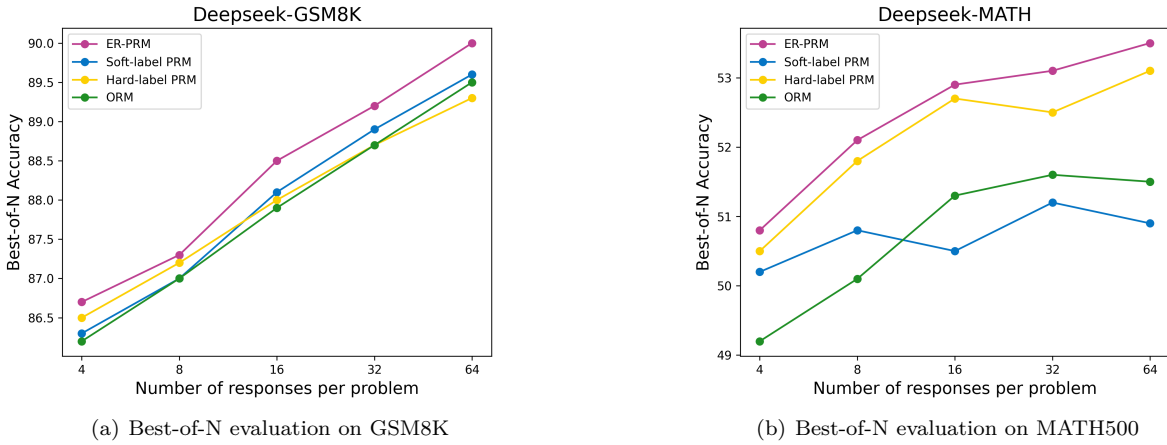 Deepseek-GSM8K
90.0
89.5
89.0
88.5
88.0
87.5
87.0
86.5
Best-of-N Accuracy
ER-PRM
Soft-label PRM
Hard-label PRM
ORM
4 8 16 32 64
Number of responses per problem
(a) Best-of-N evaluation on GSM8K
Deepseek-MATH
53
52
51
50
49
Best-of-N Accuracy
ER-PRM
Soft-label PRM
Hard-label PRM
ORM
4 8 16 32 64
Number of responses per problem
(b) Best-of-N evaluation on MATH500